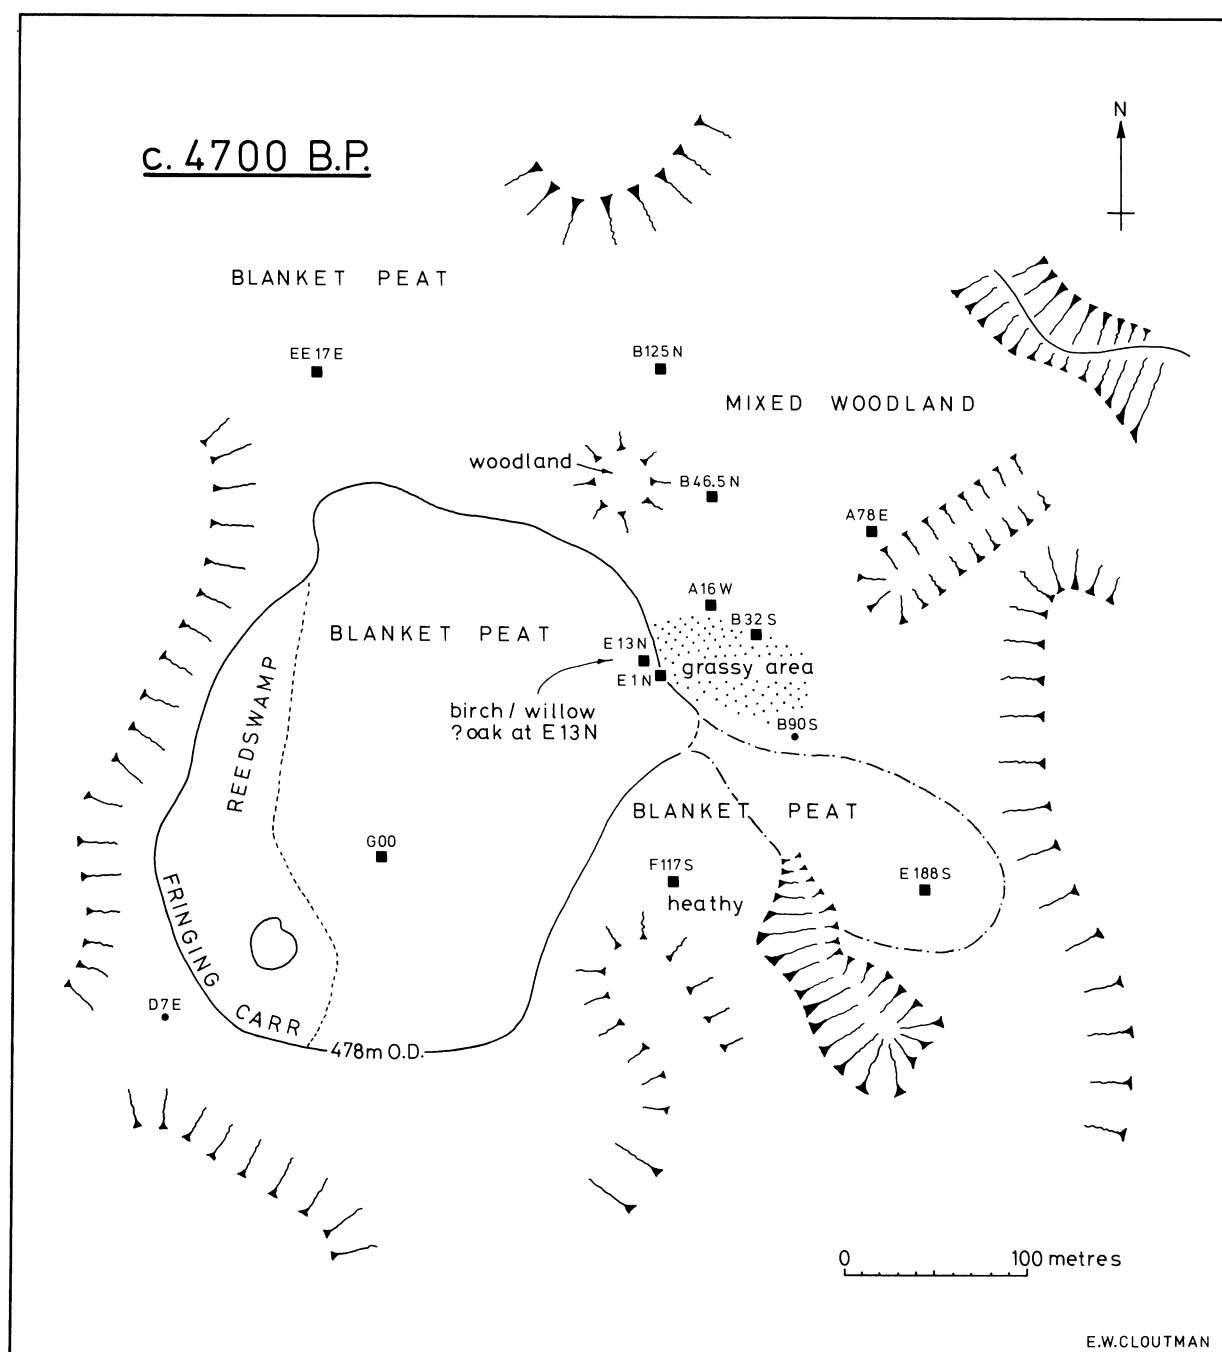 c. 4700 B.P.
N
BLANKET PEAT
EE17E
B125N
MIXED WOODLAND
woodland
B46.5N
A78E
A16W
B32S
BLANKET PEAT
E13N
grassy area
E1N
birch / willow
?oak at E13N
B90S
REEDSWAMP
BLANKET PEAT
G00
F117S
E188S
heathy
FRINGING CARR
D7E
478m O.D.
0 100 metres
E.W.CLOUTMAN